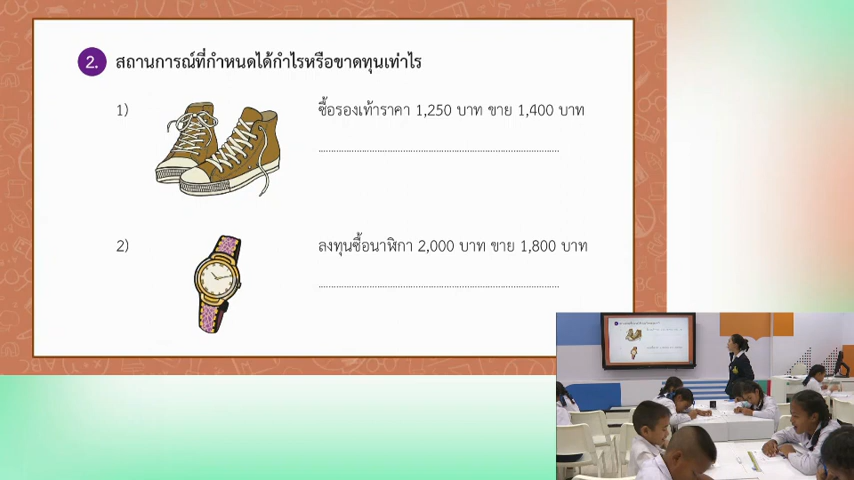 2. สถานการณ์ที่กำหนดได้กำไรหรือขาดทุนเท่าไร
1) ซื้อรองเท้าราคา 1,250 บาท ขาย 1,400 บาท
2) ลงทุนซื้อนาฬิกา 2,000 บาท ขาย 1,800 บาท